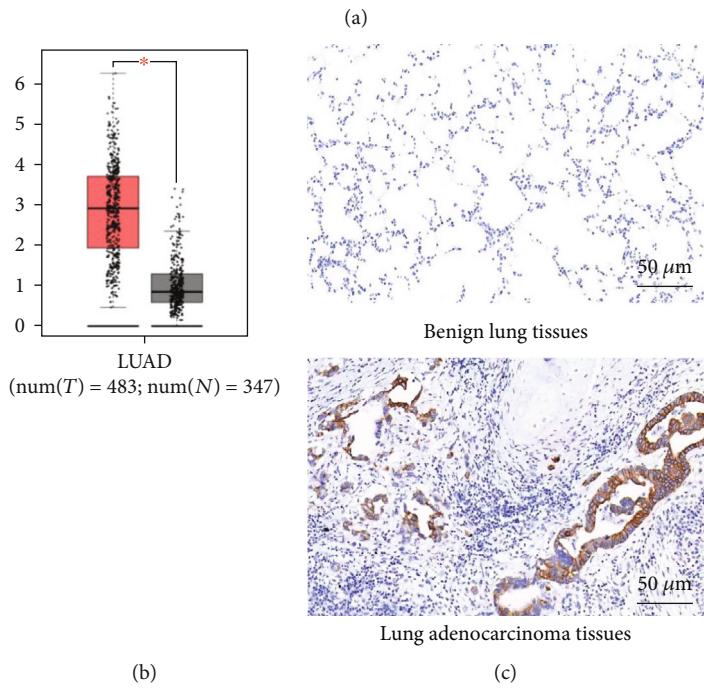 (a)
6
5
4
3
2
1
0
*
LUAD
(num(T) = 483; num(N) = 347)
(b)
50 μm
Benign lung tissues
50 μm
Lung adenocarcinoma tissues
(c)